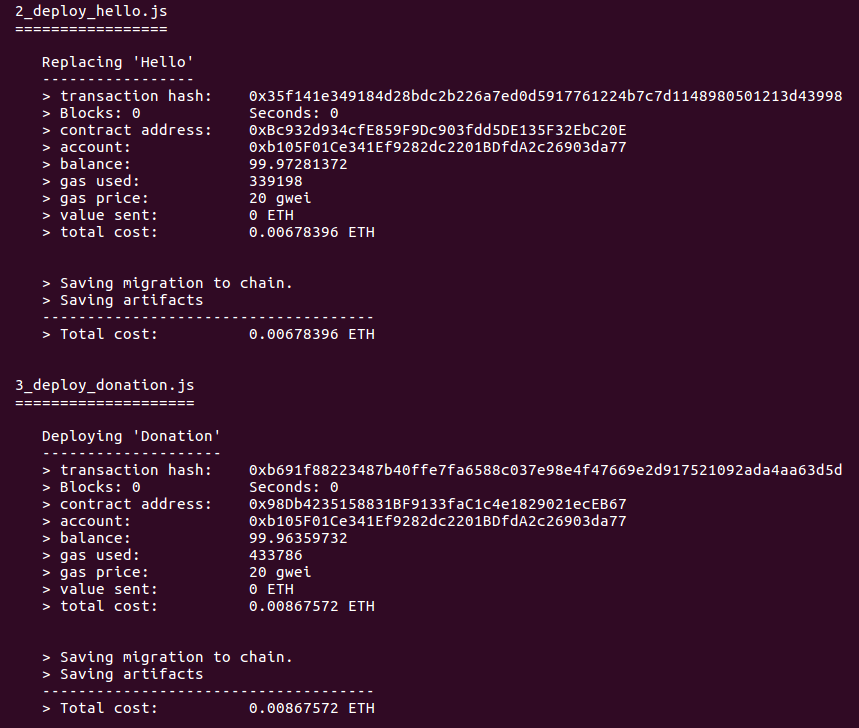 2_deploy_hello.js
=================
Replacing 'Hello'
-----------------
> transaction hash:    0x35f141e349184d28bdc2b226a7ed0d5917761224b7c7d1148980501213d43998
> Blocks: 0            Seconds: 0
> contract address:    0xBc932d934cfE859F9Dc903fdd5DE135F32EbC20E
> account:             0xb105F01Ce341Ef9282dc2201BDfdA2c26903da77
> balance:             99.97281372
> gas used:            339198
> gas price:           20 gwei
> value sent:          0 ETH
> total cost:          0.00678396 ETH
> Saving migration to chain.
> Saving artifacts
-------------------------------------
> Total cost:          0.00678396 ETH
3_deploy_donation.js
====================
Deploying 'Donation'
--------------------
> transaction hash:    0xb691f88223487b40ffe7fa6588c037e98e4f47669e2d917521092ada4aa63d5d
> Blocks: 0            Seconds: 0
> contract address:    0x98Db4235158831BF9133faC1c4e1829021ecEB67
> account:             0xb105F01Ce341Ef9282dc2201BDfdA2c26903da77
> balance:             99.96359732
> gas used:            433786
> gas price:           20 gwei
> value sent:          0 ETH
> total cost:          0.00867572 ETH
> Saving migration to chain.
> Saving artifacts
-------------------------------------
> Total cost:          0.00867572 ETH